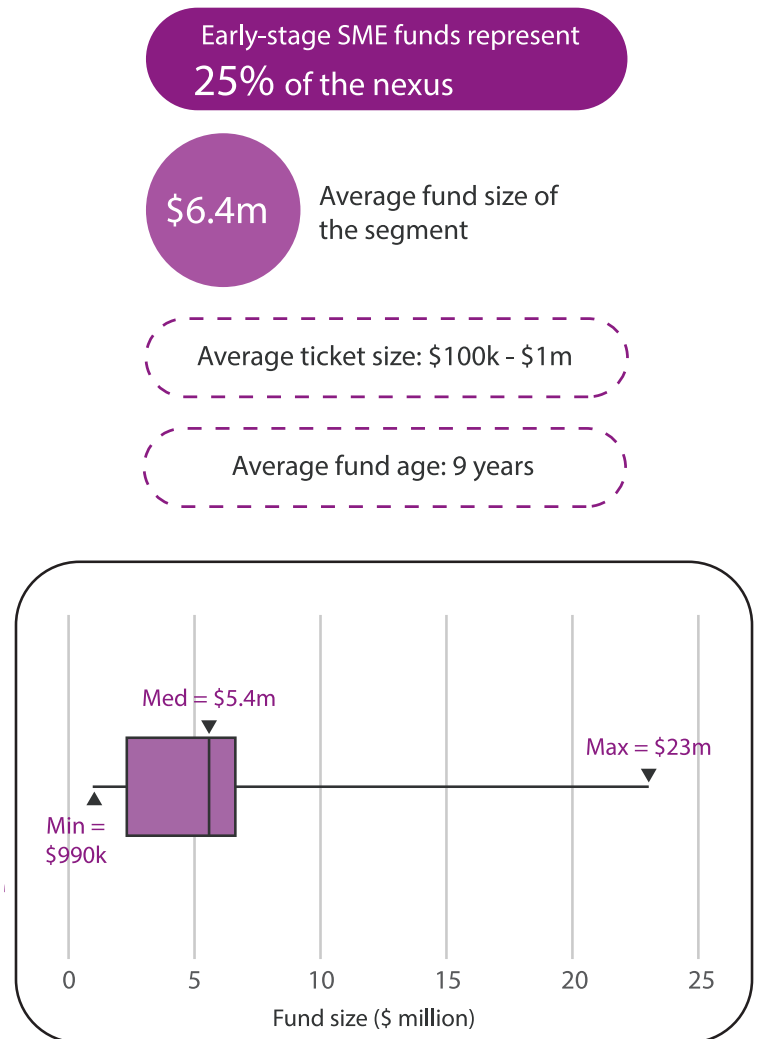 Early-stage SME funds represent
25% of the nexus
$6.4m
Average fund size of
the segment
Average ticket size: $100k - $1m
Average fund age: 9 years
Med = $5.4m
Max = $23m
Min =
$990k
0 5 10 15 20 25
Fund size ($ million)